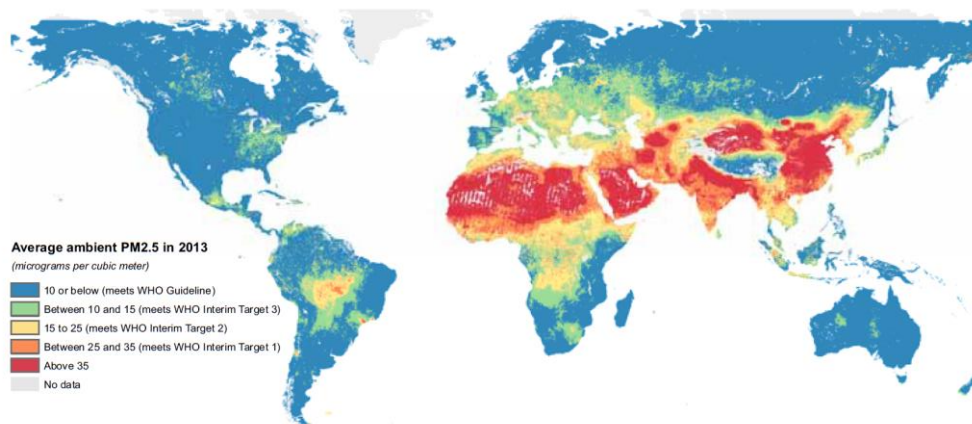 Average ambient PM2.5 in 2013
(micrograms per cubic meter)
10 or below (meets WHO Guideline)
Between 10 and 15 (meets WHO Interim Target 3)
15 to 25 (meets WHO Interim Target 2)
Between 25 and 35 (meets WHO Interim Target 1)
Above 35
No data